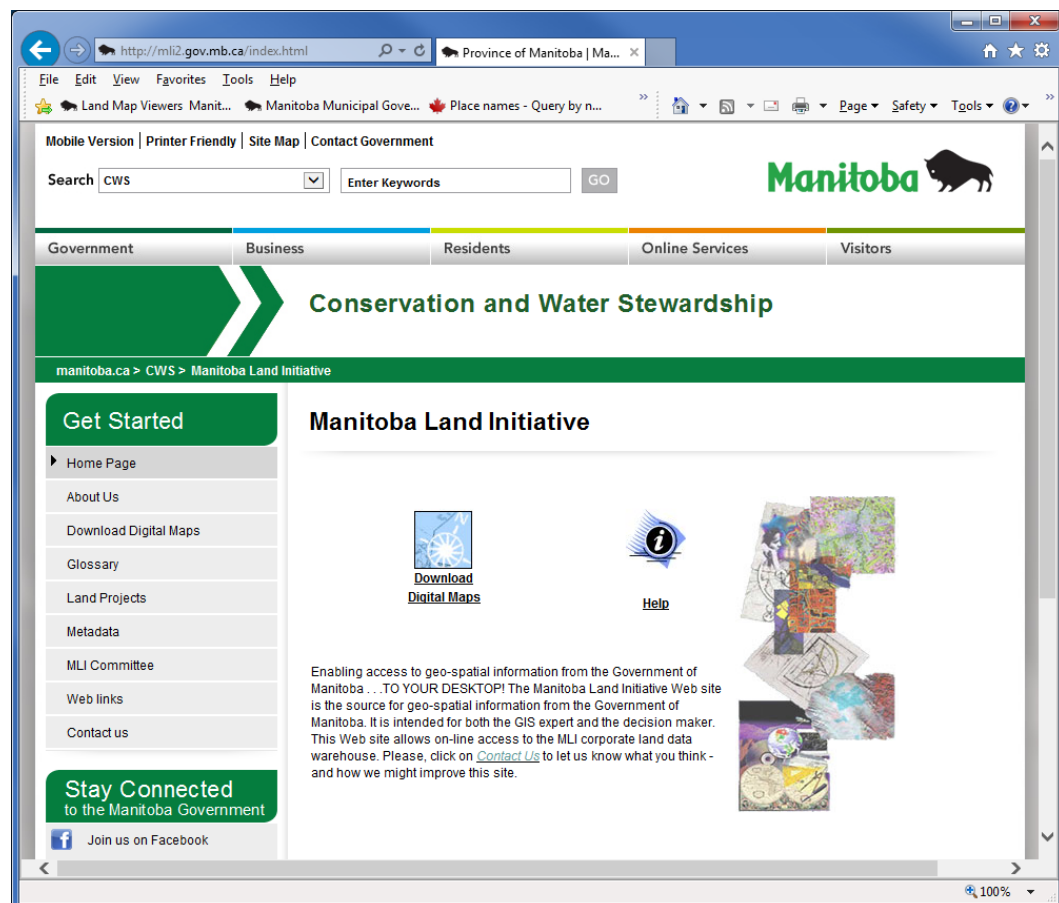 http://mli2.gov.mb.ca/index.html
Province of Manitoba | Ma...
File Edit View Favorites Tools Help
Land Map Viewers Manit... Manitoba Municipal Gove... Place names - Query by n... » Page Safety Tools »
Mobile Version | Printer Friendly | Site Map | Contact Government
Search CWS Enter Keywords GO
Manitoba
Government Business Residents Online Services Visitors
Conservation and Water Stewardship
manitoba.ca > CWS > Manitoba Land Initiative
Get Started
Home Page
About Us
Download Digital Maps
Glossary
Land Projects
Metadata
MLI Committee
Web links
Contact us
Stay Connected
to the Manitoba Government
Join us on Facebook
Manitoba Land Initiative
Download
Digital Maps
Help
Enabling access to geo-spatial information from the Government of
Manitoba . . .TO YOUR DESKTOP! The Manitoba Land Initiative Web site
is the source for geo-spatial information from the Government of
Manitoba. It is intended for both the GIS expert and the decision maker.
This Web site allows on-line access to the MLI corporate land data
warehouse. Please, click on Contact Us to let us know what you think -
and how we might improve this site.
100%